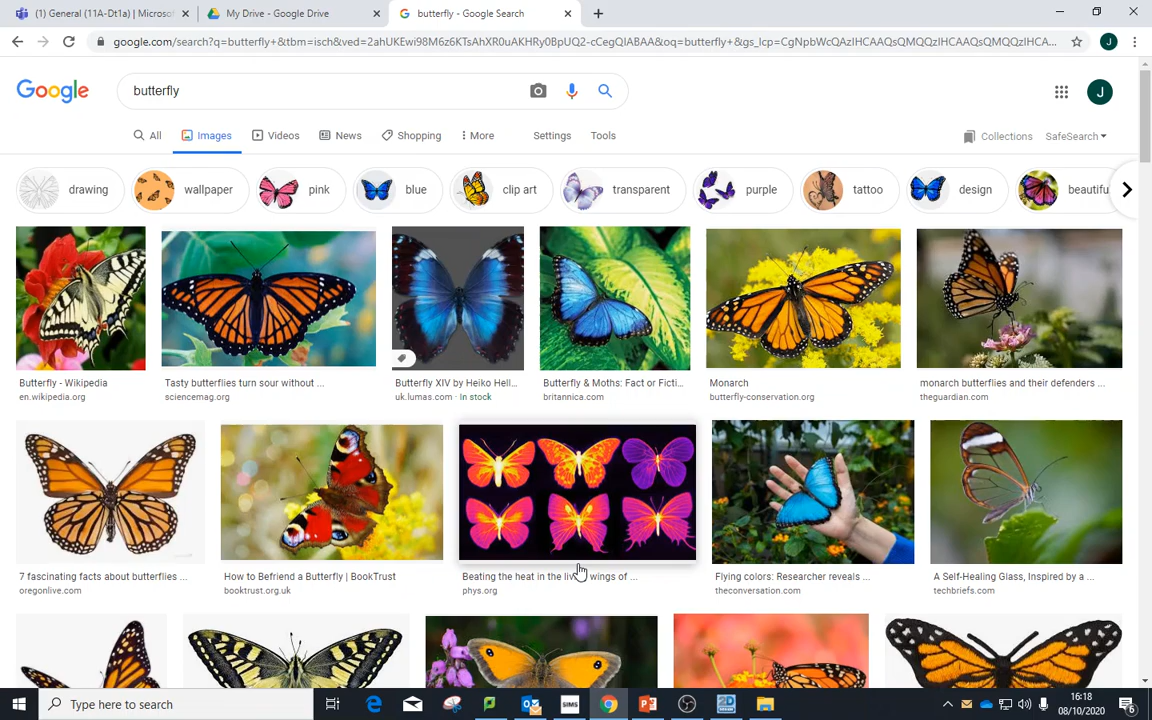 (1) General (11A-Dt1a) | Microsof
My Drive - Google Drive
butterfly - Google Search
google.com/search?q=butterfly+&tbm=isch&ved=2ahUKEwi98M6z6KTsAhXR0uAKHRy0BpUQ2-cCegQIABAA&oq=butterfly+&gs_lcp=CgNpbWcQAzIHCAAQsQMQQzIHCAAQsQMQQzIHCAAQsQMQQzIHCA...
J
Google
butterfly
J
All Images Videos News Shopping More Settings Tools Collections SafeSearch
drawing wallpaper pink blue clip art transparent purple tattoo design beautifu
Butterfly - Wikipedia
en.wikipedia.org
Tasty butterflies turn sour without ...
sciencemag.org
Butterfly XIV by Heiko Hell...
uk.lumas.com · In stock
Butterfly & Moths: Fact or Ficti...
britannica.com
Monarch
butterfly-conservation.org
monarch butterflies and their defenders ...
theguardian.com
7 fascinating facts about butterflies ...
oregonlive.com
How to Befriend a Butterfly | BookTrust
booktrust.org.uk
Beating the heat in the liv wings of ...
phys.org
Flying colors: Researcher reveals ...
theconversation.com
A Self-Healing Glass, Inspired by a ...
techbriefs.com
Type here to search
SIMS
2D
16:18
08/10/2020
6